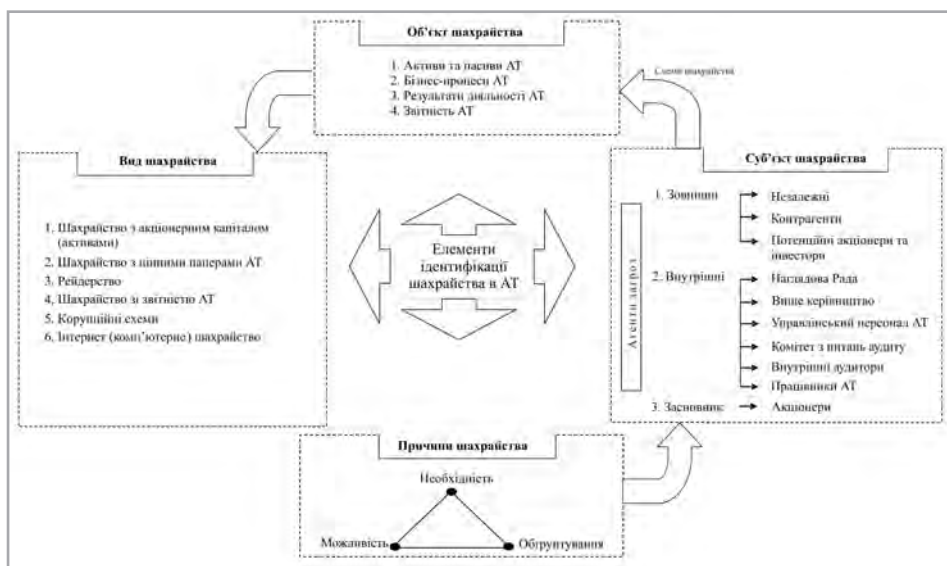 Об'єкт шахрайства
1. Активи та пасиви АТ
2. Бізнес-процеси АТ
3. Результати діяльності АТ
4. Звітність АТ
Схеми шахрайства
Вид шахрайства
1. Шахрайство з акціонерним капіталом
(активами)
2. Шахрайство з цінними паперами АТ
3. Рейдерство
4. Шахрайство зі звітністю АТ
5. Корупційні схеми
6. Інтернет (комп'ютерне) шахрайство
Елементи
ідентифікації
шахрайства в АТ
Суб'єкт шахрайства
Агенти загроз
1. Зовнішні
Незалежні
Контрагенти
Потенційні акціонери та
інвестори
2. Внутрішні
Наглядова Рада
Вище керівництво
Управлінський персонал АТ
Комітет з питань аудиту
Внутрішні аудитори
Працівники АТ
3. Засновник
Акціонери
Причини шахрайства
Необхідність
Можливість
Обґрунтування